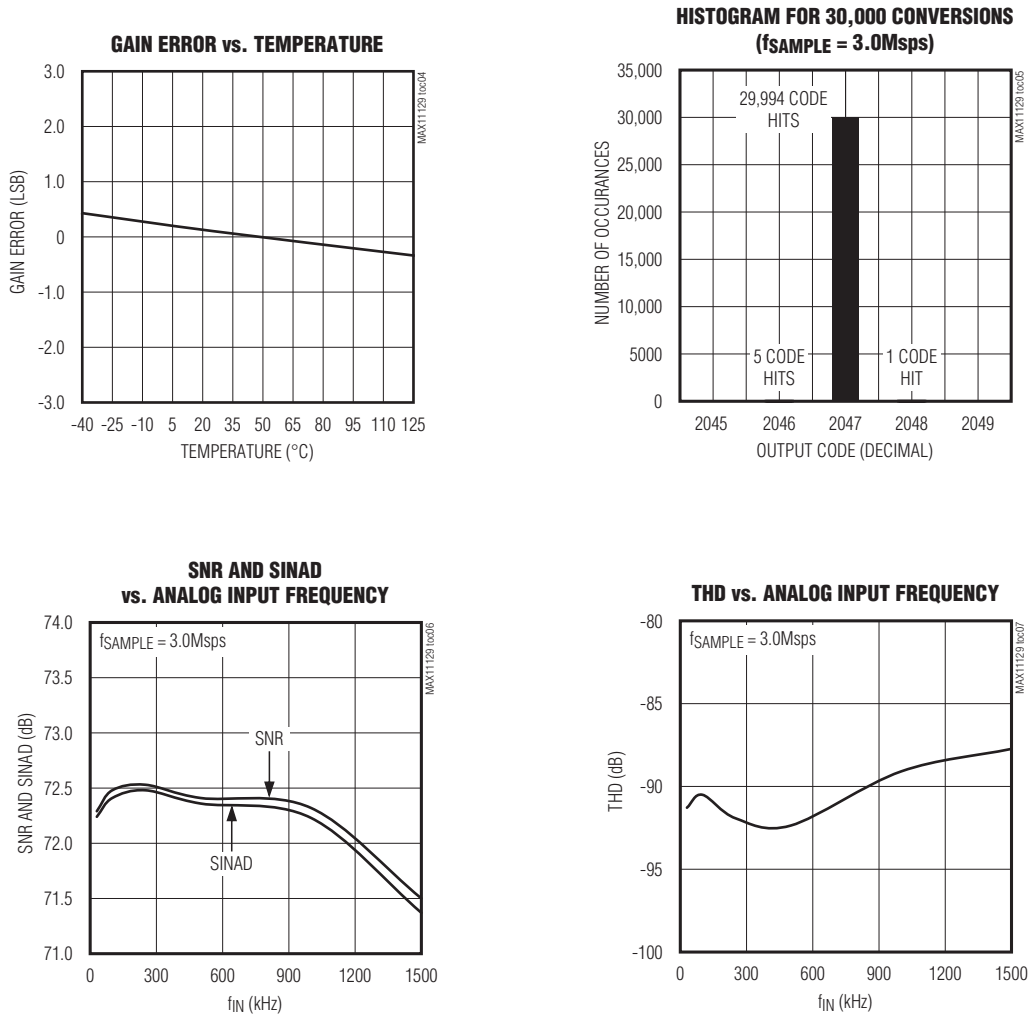 GAIN ERROR vs. TEMPERATURE
3.0
2.0
1.0
0
-1.0
-2.0
-3.0
GAIN ERROR (LSB)
-40 -25 -10 5 20 35 50 65 80 95 110 125
TEMPERATURE (°C)
MAX11129 toc04
HISTOGRAM FOR 30,000 CONVERSIONS
(fSAMPLE = 3.0Msps)
35,000
30,000
25,000
20,000
15,000
10,000
5000
0
NUMBER OF OCCURANCES
29,994 CODE
HITS
5 CODE
HITS
1 CODE
HIT
2045 2046 2047 2048 2049
OUTPUT CODE (DECIMAL)
MAX11129 toc05
SNR AND SINAD
vs. ANALOG INPUT FREQUENCY
74.0
73.5
73.0
72.5
72.0
71.5
71.0
SNR AND SINAD (dB)
fSAMPLE = 3.0Msps
SNR
SINAD
0 300 600 900 1200 1500
fIN (kHz)
MAX11129 toc06
THD vs. ANALOG INPUT FREQUENCY
-80
-85
-90
-95
-100
THD (dB)
fSAMPLE = 3.0Msps
0 300 600 900 1200 1500
fIN (kHz)
MAX11129 toc07